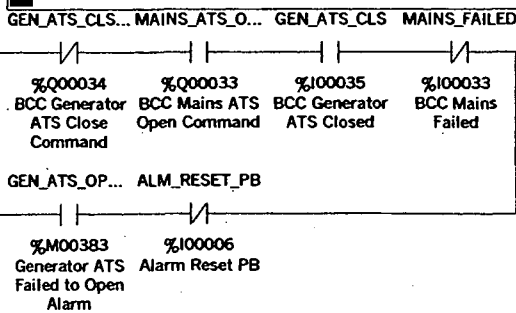 GEN_ATS_CLS... MAINS_ATS_O... GEN_ATS_CLS MAINS_FAILED
%Q00034 %Q00033 %I00035 %I00033
BCC Generator BCC Mains ATS BCC Generator BCC Mains
ATS Close Open Command ATS Closed Failed
Command
GEN_ATS_OP... ALM_RESET_PB
%M00383 %I00006
Generator ATS Alarm Reset PB
Failed to Open
Alarm